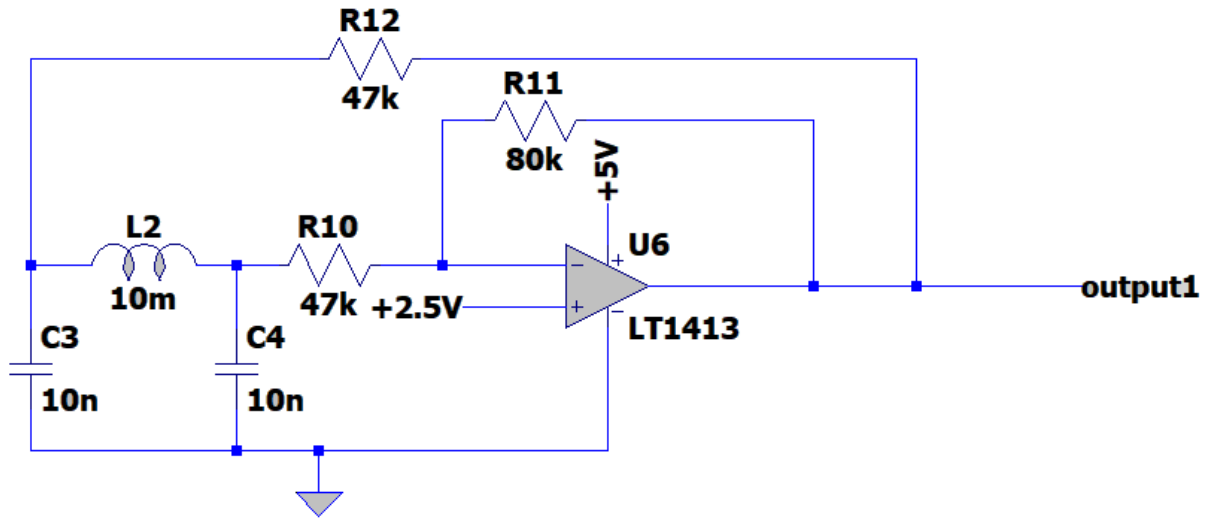 R12
47k
R11
80k
+5V
L2
10m
R10
47k
+2.5V
U6
LT1413
output1
C3
10n
C4
10n